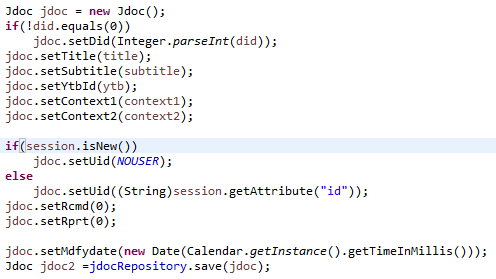 Jdoc jdoc = new Jdoc();
if(!did.equals(0))
jdoc.setDid(Integer.parseInt(did));
jdoc.setTitle(title);
jdoc.setSubtitle(subtitle);
jdoc.setYtbId(ytb);
jdoc.setContext1(context1);
jdoc.setContext2(context2);
if(session.isNew())
jdoc.setUid(NOUSER);
else
jdoc.setUid((String)session.getAttribute("id"));
jdoc.setRcmd(0);
jdoc.setRprt(0);
jdoc.setMdfydate(new Date(Calendar.getInstance().getTimeInMillis()));
Jdoc jdoc2 =jdocRepository.save(jdoc);